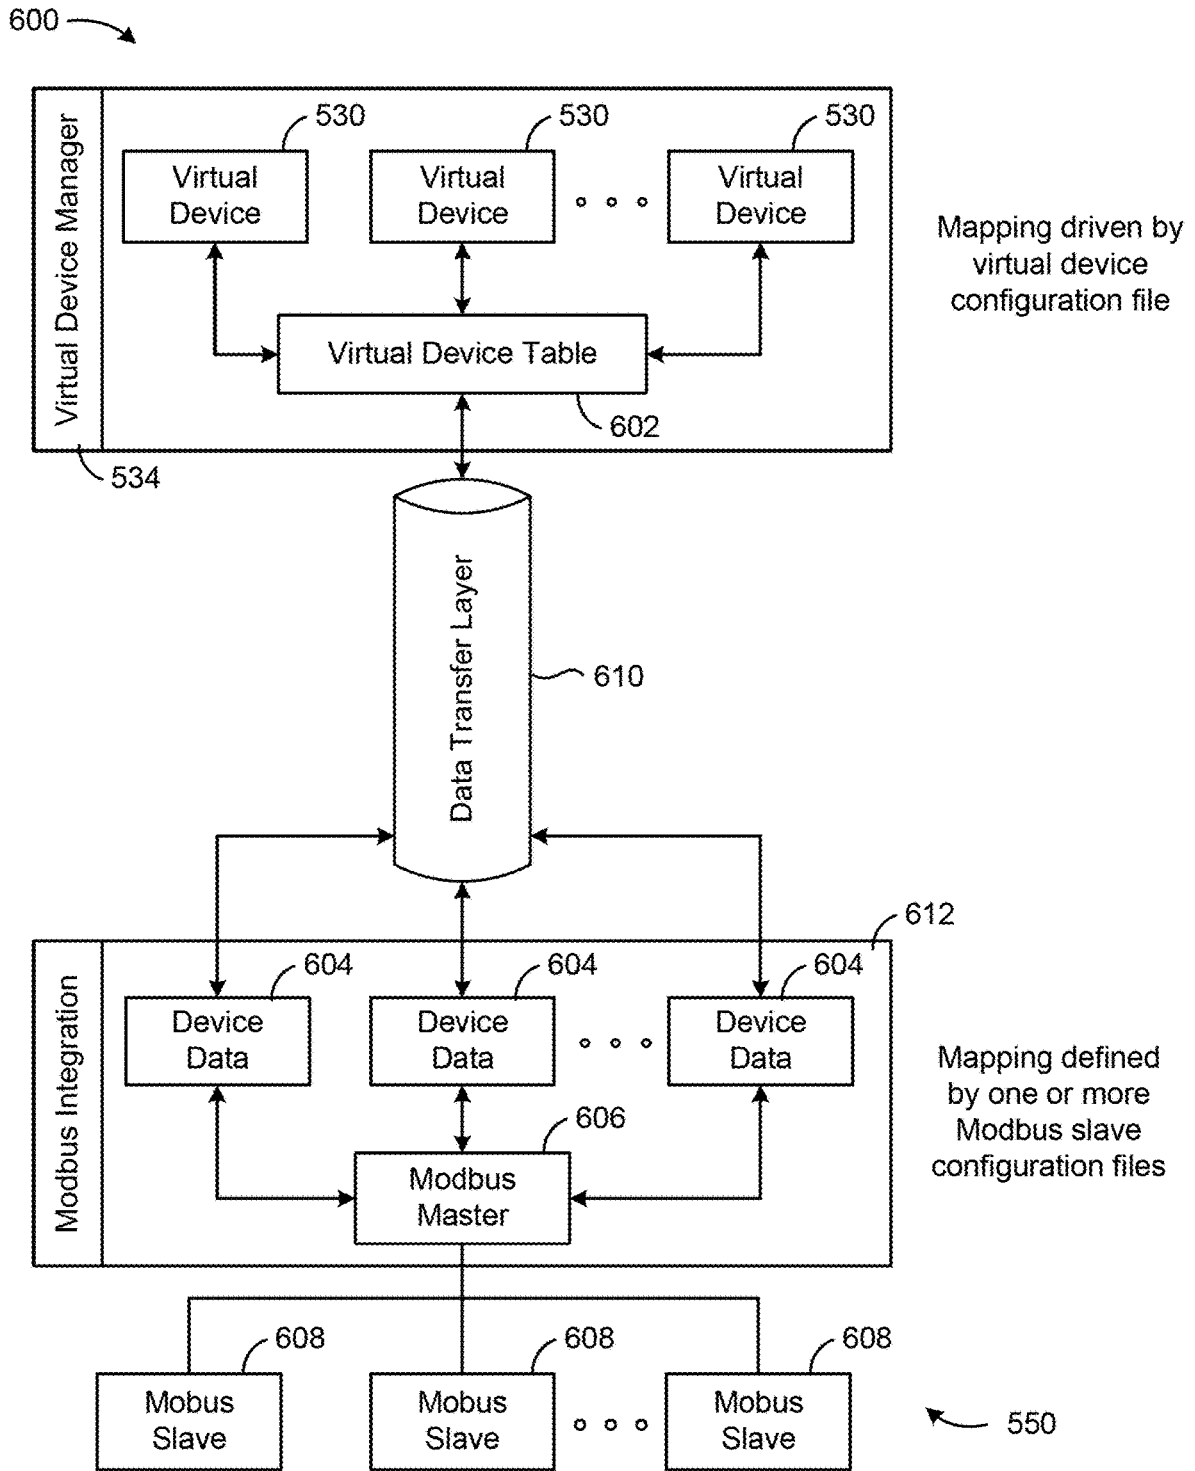 600
530
530
530
Virtual Device Manager
Virtual
Device
Virtual
Device
Virtual
Device
Mapping driven by
virtual device
configuration file
Virtual Device Table
602
534
Data Transfer Layer
610
612
Modbus Integration
604
604
604
Device
Data
Device
Data
Device
Data
Mapping defined
by one or more
Modbus slave
configuration files
606
Modbus
Master
608
608
608
Mobus
Slave
Mobus
Slave
Mobus
Slave
550